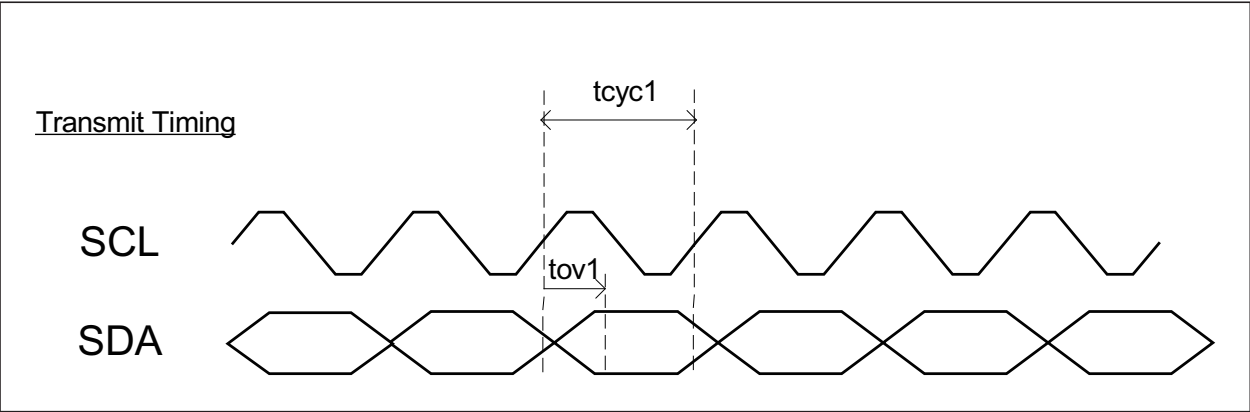 tcyc1
Transmit Timing
SCL
tov1
SDA